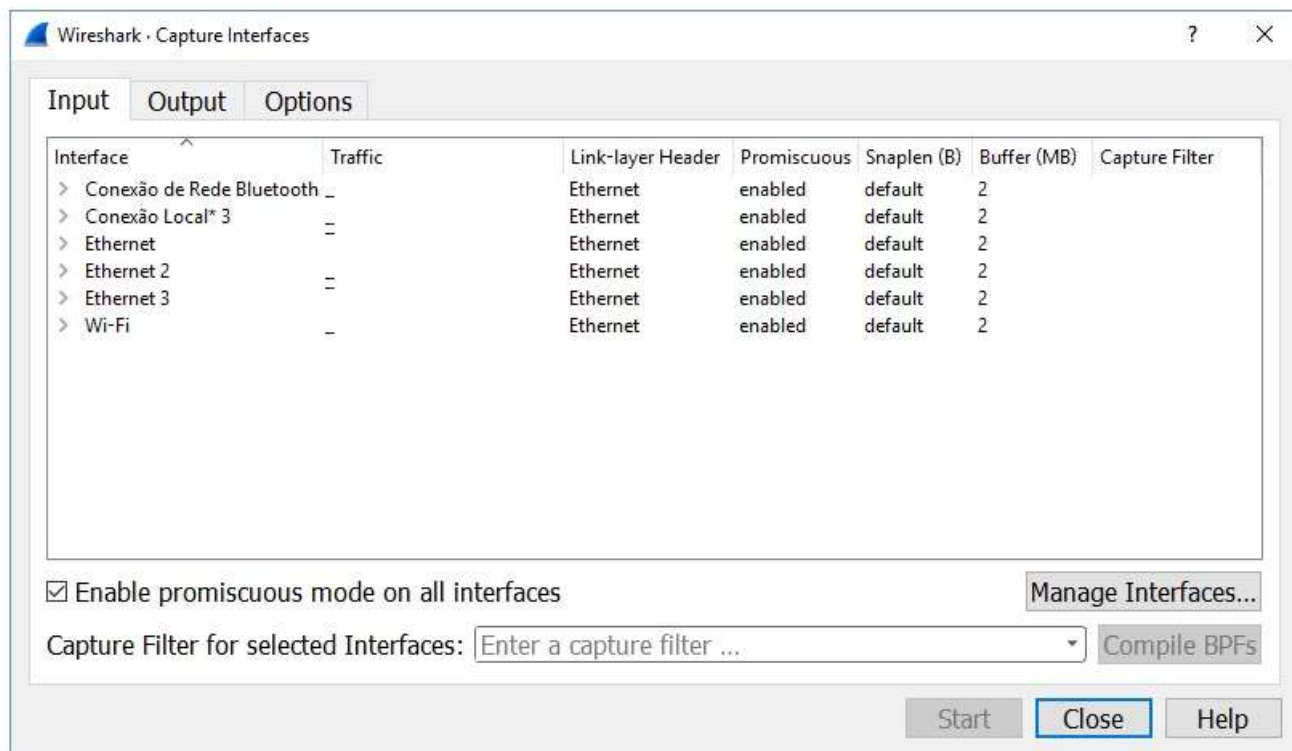 Wireshark · Capture Interfaces
? ×
Input Output Options
Interface Traffic Link-layer Header Promiscuous Snaplen (B) Buffer (MB) Capture Filter
> Conexão de Rede Bluetooth _ Ethernet enabled default 2
> Conexão Local* 3 Ethernet enabled default 2
> Ethernet Ethernet enabled default 2
> Ethernet 2 Ethernet enabled default 2
> Ethernet 3 Ethernet enabled default 2
> Wi-Fi Ethernet enabled default 2
Enable promiscuous mode on all interfaces Manage Interfaces...
Capture Filter for selected Interfaces: Enter a capture filter ... Compile BPFs
Start Close Help